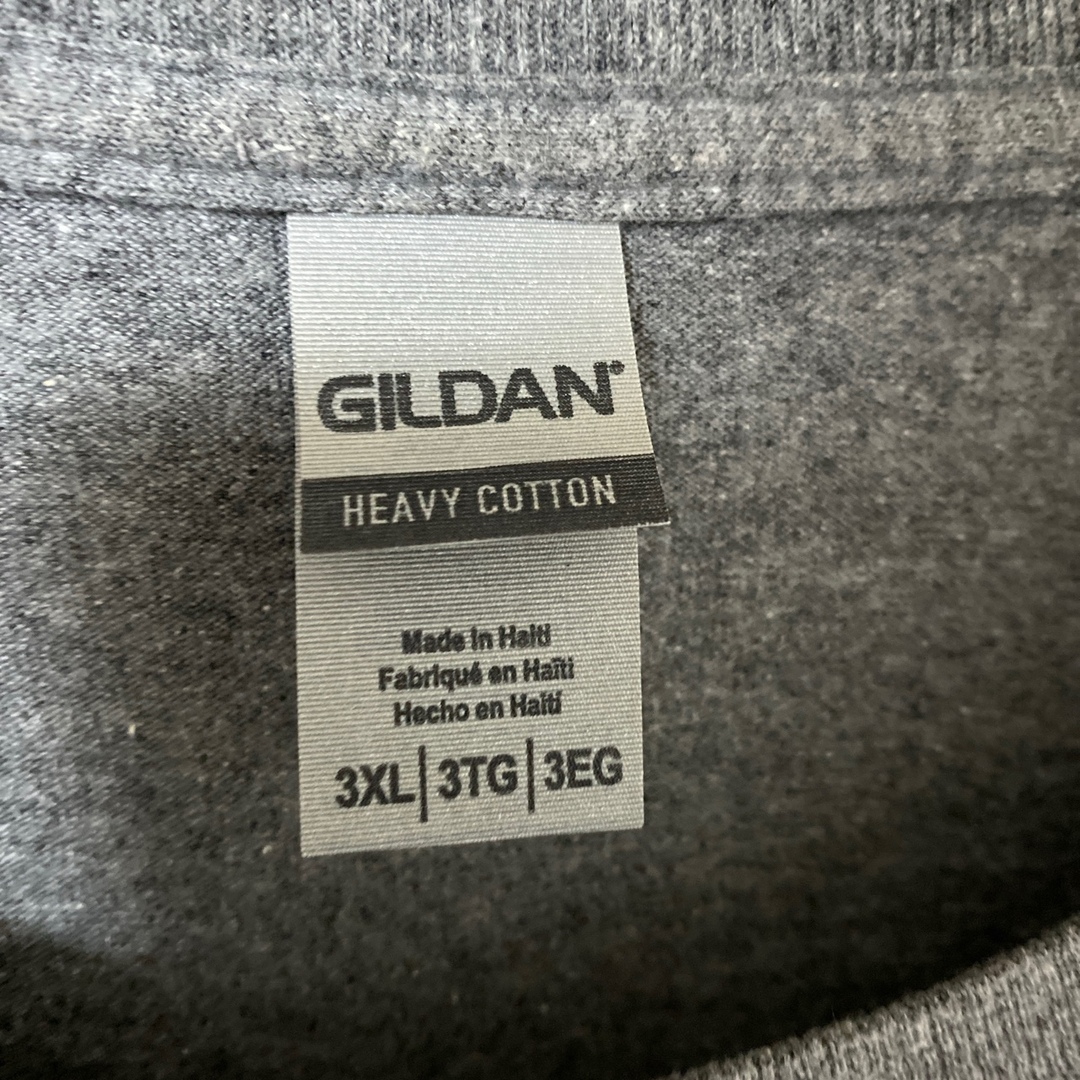 GILDAN®
HEAVY COTTON
Made in Haiti
Fabriqué en Haïti
Hecho en Haití
3XL|3TG|3EG